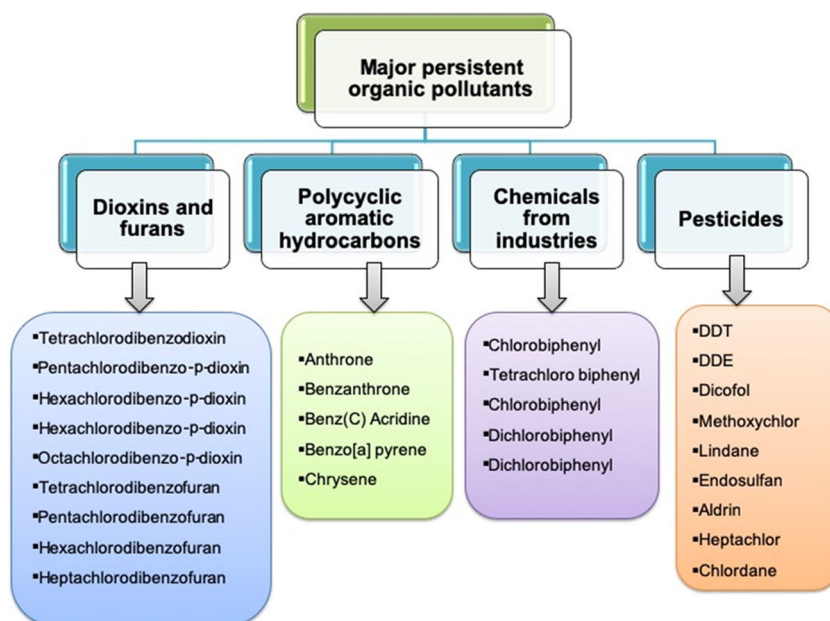 Major persistent
organic pollutants
Dioxins and
furans
Polycyclic
aromatic
hydrocarbons
Chemicals
from
industries
Pesticides
▪Tetrachlorodibenzodioxin
▪Pentachlorodibenzo-p-dioxin
▪Hexachlorodibenzo-p-dioxin
▪Hexachlorodibenzo-p-dioxin
▪Octachlorodibenzo-p-dioxin
▪Tetrachlorodibenzofuran
▪Pentachlorodibenzofuran
▪Hexachlorodibenzofuran
▪Heptachlorodibenzofuran
▪Anthrone
▪Benzanthrone
▪Benz(C) Acridine
▪Benzo[a] pyrene
▪Chrysene
▪Chlorobiphenyl
▪Tetrachloro biphenyl
▪Chlorobiphenyl
▪Dichlorobiphenyl
▪Dichlorobiphenyl
▪DDT
▪DDE
▪Dicofol
▪Methoxychlor
▪Lindane
▪Endosulfan
▪Aldrin
▪Heptachlor
▪Chlordane